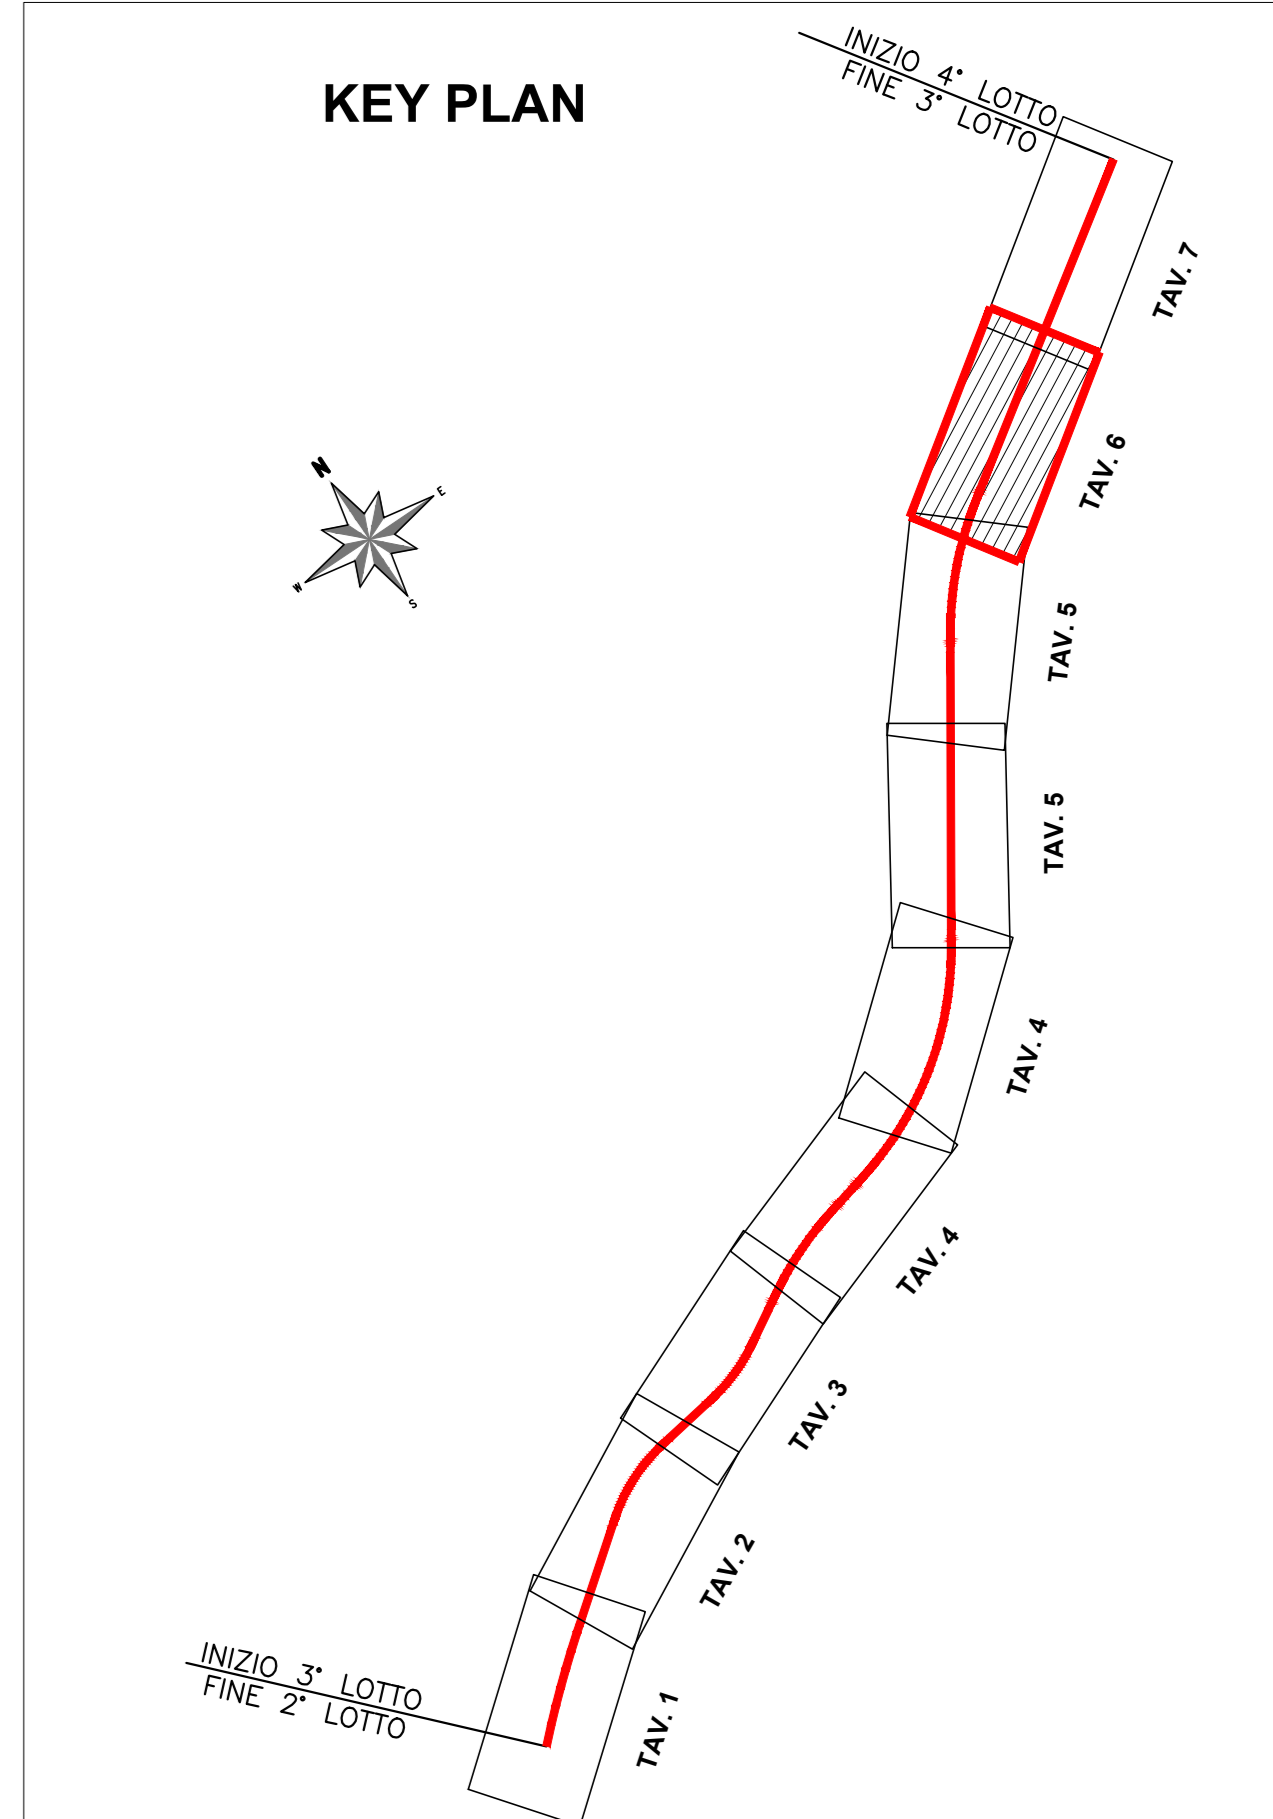 INIZIO 4° LOTTO
FINE 3° LOTTO
KEY PLAN
TAV. 7
TAV. 6
N
E
W
S
TAV. 5
TAV. 5
TAV. 4
TAV. 4
TAV. 3
TAV. 2
INIZIO 3° LOTTO
FINE 2° LOTTO
TAV. 1